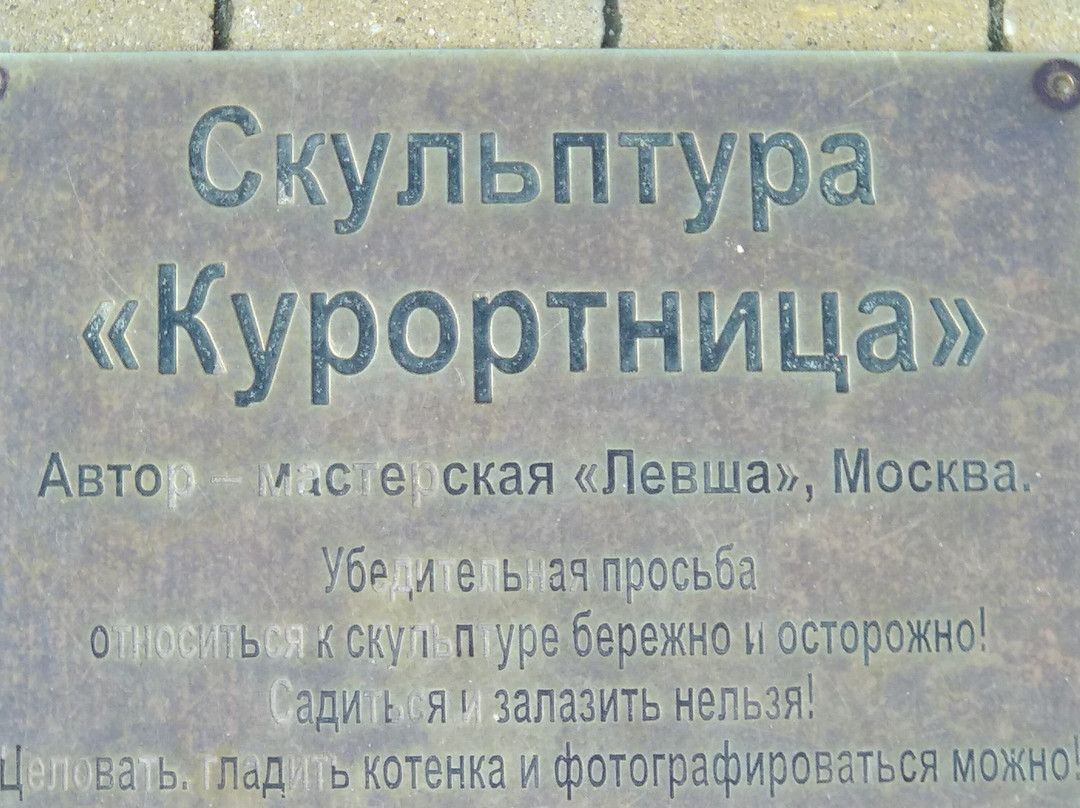 Скульптура
«Курортница»
Автор – мастерская «Левша», Москва.
Убедительная просьба
относиться к скульптуре бережно и осторожно!
Садиться и залазить нельзя!
Целовать, гладить котенка и фотографироваться можно!